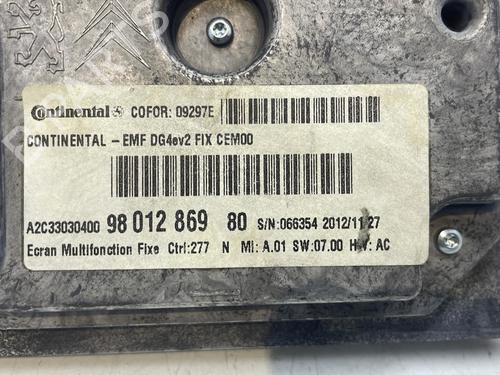 Continental COFOR: 09297E
CONTINENTAL - EMF DG4ev2 FIX CEM00
A2C33030400 98 012 869 80 S/N:066354 2012/11/27
Ecran Multifonction Fixe Ctrl:277 N MI: A.01 SW:07.00 HW: AC